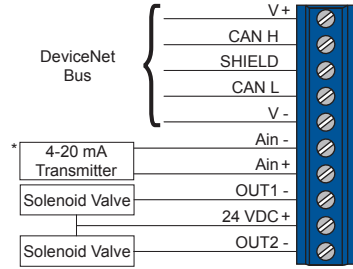 V +
CAN H
DeviceNet
Bus
SHIELD
CAN L
V -
Ain -
*
4-20 mA
Transmitter
Ain +
OUT1 -
Solenoid Valve
24 VDC +
OUT2 -
Solenoid Valve